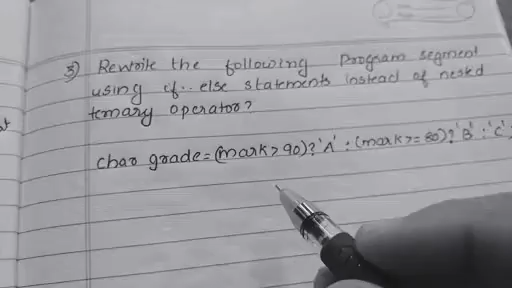 3) Rewrite the following Program segment
using if.. else statements instead of nested
ternary operator?
char grade=(mark>90)?'A':(mark>=80)?'B':'C';